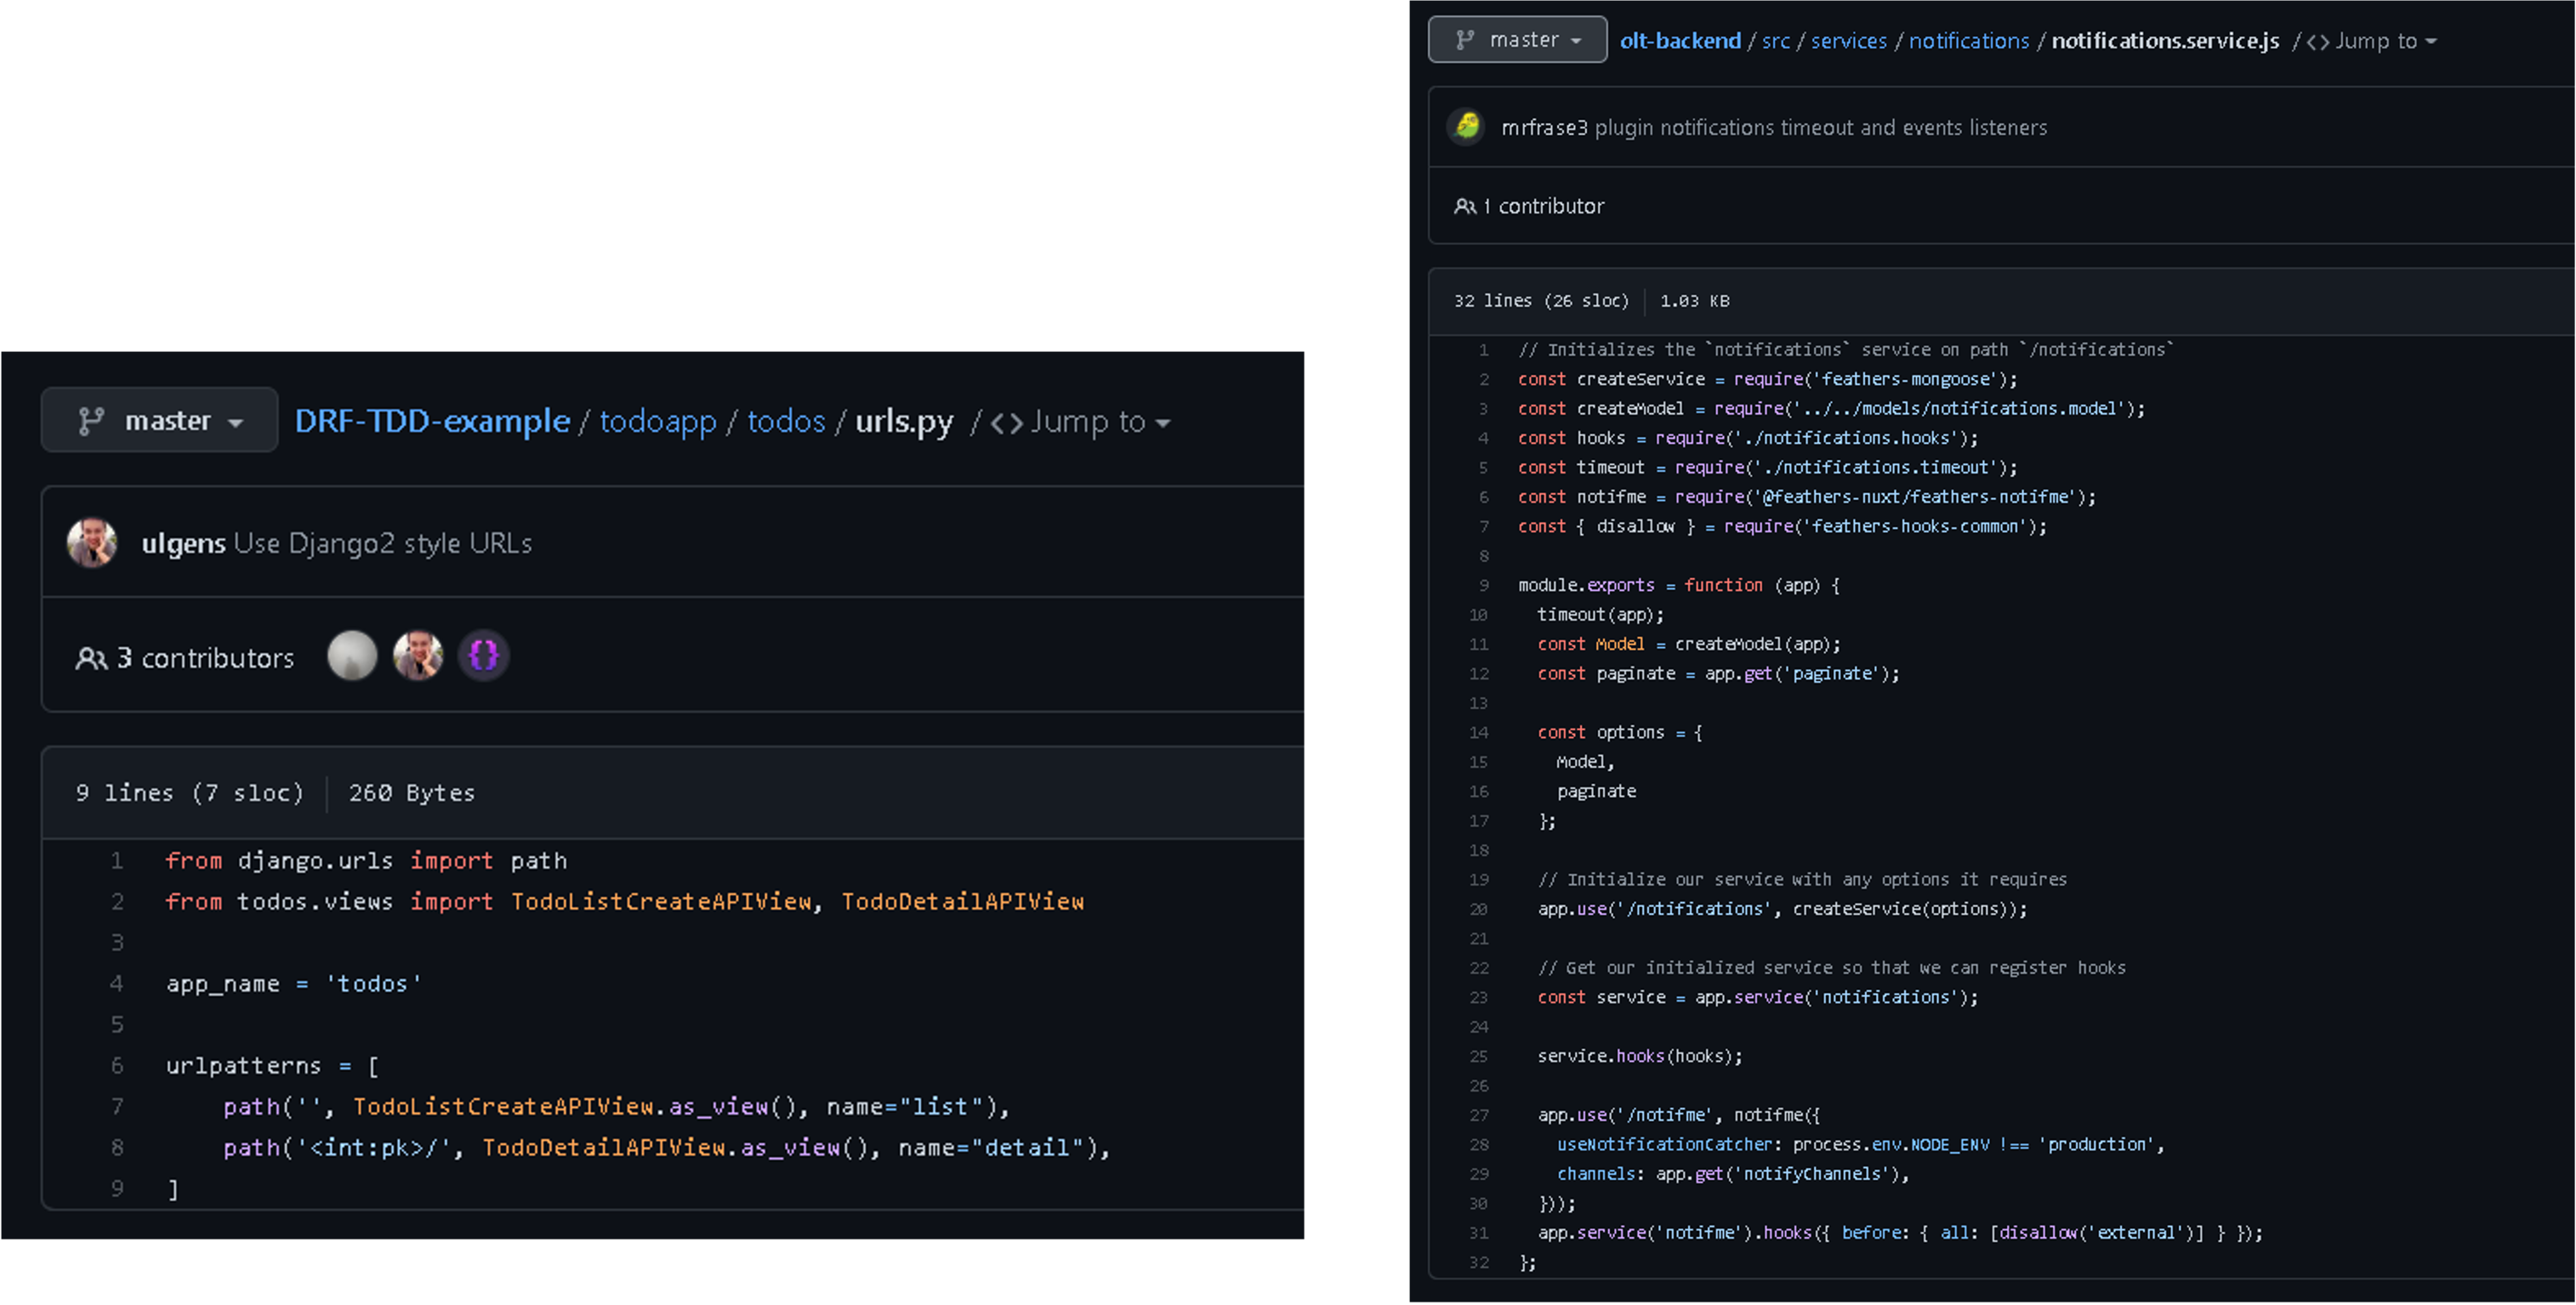 master
DRF-TDD-example / todoapp / todos / urls.py / <> Jump to
ulgens Use Django2 style URLs
3 contributors
9 lines (7 sloc) | 260 Bytes
1 from django.urls import path
2 from todos.views import TodoListCreateAPIView, TodoDetailAPIView
3
4 app_name = 'todos'
5
6 urlpatterns = [
7     path('', TodoListCreateAPIView.as_view(), name="list"),
8     path('<int:pk>/', TodoDetailAPIView.as_view(), name="detail"),
9 ]
master
olt-backend / src / services / notifications / notifications.service.js / <> Jump to
mrfrase3 plugin notifications timeout and events listeners
1 contributor
32 lines (26 sloc) | 1.03 KB
1 // Initializes the `notifications` service on path `/notifications`
2 const createService = require('feathers-mongoose');
3 const createModel = require('../../models/notifications.model');
4 const hooks = require('./notifications.hooks');
5 const timeout = require('./notifications.timeout');
6 const notifme = require('@feathers-nuxt/feathers-notifme');
7 const { disallow } = require('feathers-hooks-common');
8
9 module.exports = function (app) {
10   timeout(app);
11   const Model = createModel(app);
12   const paginate = app.get('paginate');
13
14   const options = {
15     Model,
16     paginate
17   };
18
19   // Initialize our service with any options it requires
20   app.use('/notifications', createService(options));
21
22   // Get our initialized service so that we can register hooks
23   const service = app.service('notifications');
24
25   service.hooks(hooks);
26
27   app.use('/notifme', notifme({
28     useNotificationCatcher: process.env.NODE_ENV !== 'production',
29     channels: app.get('notifyChannels'),
30   }));
31   app.service('notifme').hooks({ before: { all: [disallow('external')] } });
32 };